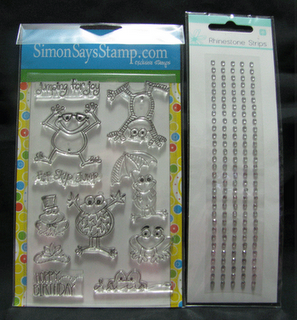 SimonSaysStamp.com
Jumping for Joy
Rhinestone Strips
HAPPY
BIRTHDAY